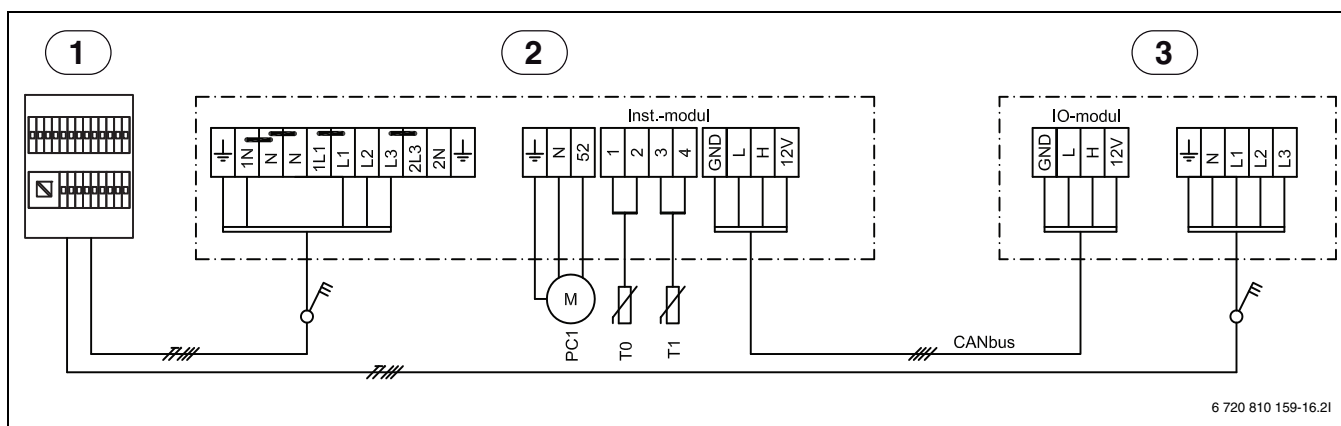 1
2
3
Inst.-modul
IO-modul
1N
N
N
1L1
L1
L2
L3
2L3
2N
N
52
1
2
3
4
GND
L
H
12V
GND
L
H
12V
N
L1
L2
L3
M
PC1
T0
T1
CANbus
6 720 810 159-16.2I